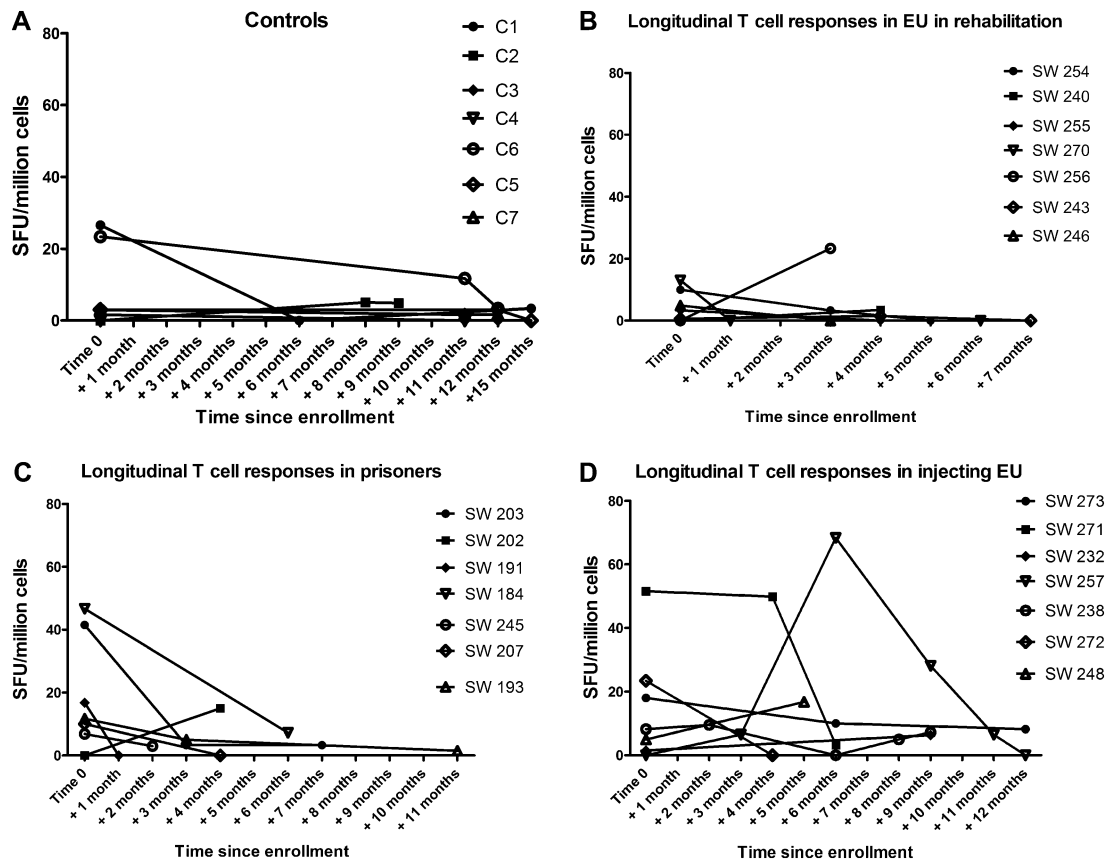 A
Controls
80
60
40
20
0
SFU/million cells
Time 0
+ 1 month
+ 2 months
+ 3 months
+ 4 months
+ 5 months
+ 6 months
+ 7 months
+ 8 months
+ 9 months
+ 10 months
+ 11 months
+ 12 months
+15 months
Time since enrollment
C1
C2
C3
C4
C6
C5
C7
B
Longitudinal T cell responses in EU in rehabilitation
80
60
40
20
0
SFU/million cells
Time 0
+ 1 month
+ 2 months
+ 3 months
+ 4 months
+ 5 months
+ 6 months
+ 7 months
Time since enrollment
SW 254
SW 240
SW 255
SW 270
SW 256
SW 243
SW 246
C
Longitudinal T cell responses in prisoners
80
60
40
20
0
SFU/million cells
Time 0
+ 1 month
+ 2 months
+ 3 months
+ 4 months
+ 5 months
+ 6 months
+ 7 months
+ 8 months
+ 9 months
+ 10 months
+ 11 months
Time since enrollment
SW 203
SW 202
SW 191
SW 184
SW 245
SW 207
SW 193
D
Longitudinal T cell responses in injecting EU
80
60
40
20
0
SFU/million cells
Time 0
+ 1 month
+ 2 months
+ 3 months
+ 4 months
+ 5 months
+ 6 months
+ 7 months
+ 8 months
+ 9 months
+ 10 months
+ 11 months
+ 12 months
Time since enrollment
SW 273
SW 271
SW 232
SW 257
SW 238
SW 272
SW 248